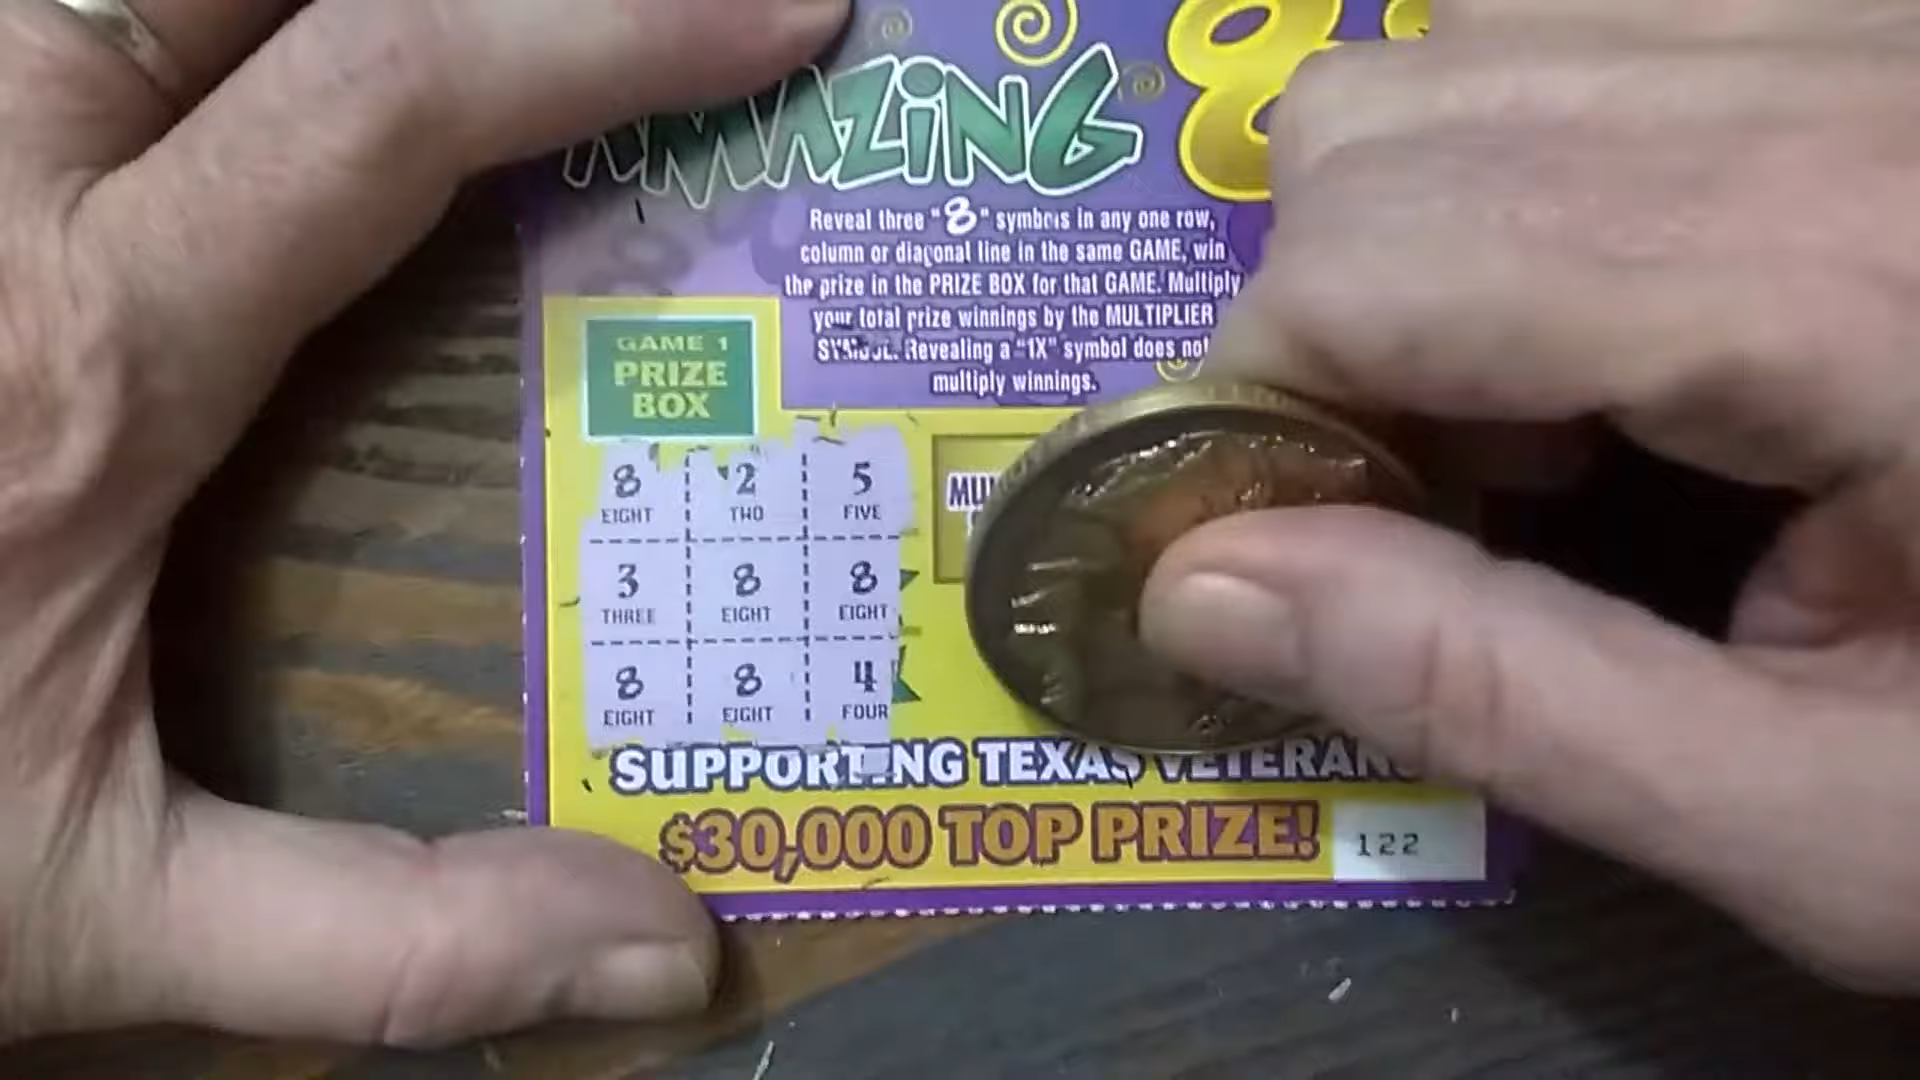 AMAZING 8
Reveal three "8" symbols in any one row,
column or diagonal line in the same GAME, win
the prize in the PRIZE BOX for that GAME. Multiply
your total prize winnings by the MULTIPLIER
SYMBOL. Revealing a "1X" symbol does not
multiply winnings.
GAME 1
PRIZE
BOX
8 2 5
EIGHT TWO FIVE
3 8 8
THREE EIGHT EIGHT
8 8 4
EIGHT EIGHT FOUR
SUPPORTING TEXAS VETERANS
$30,000 TOP PRIZE!
122